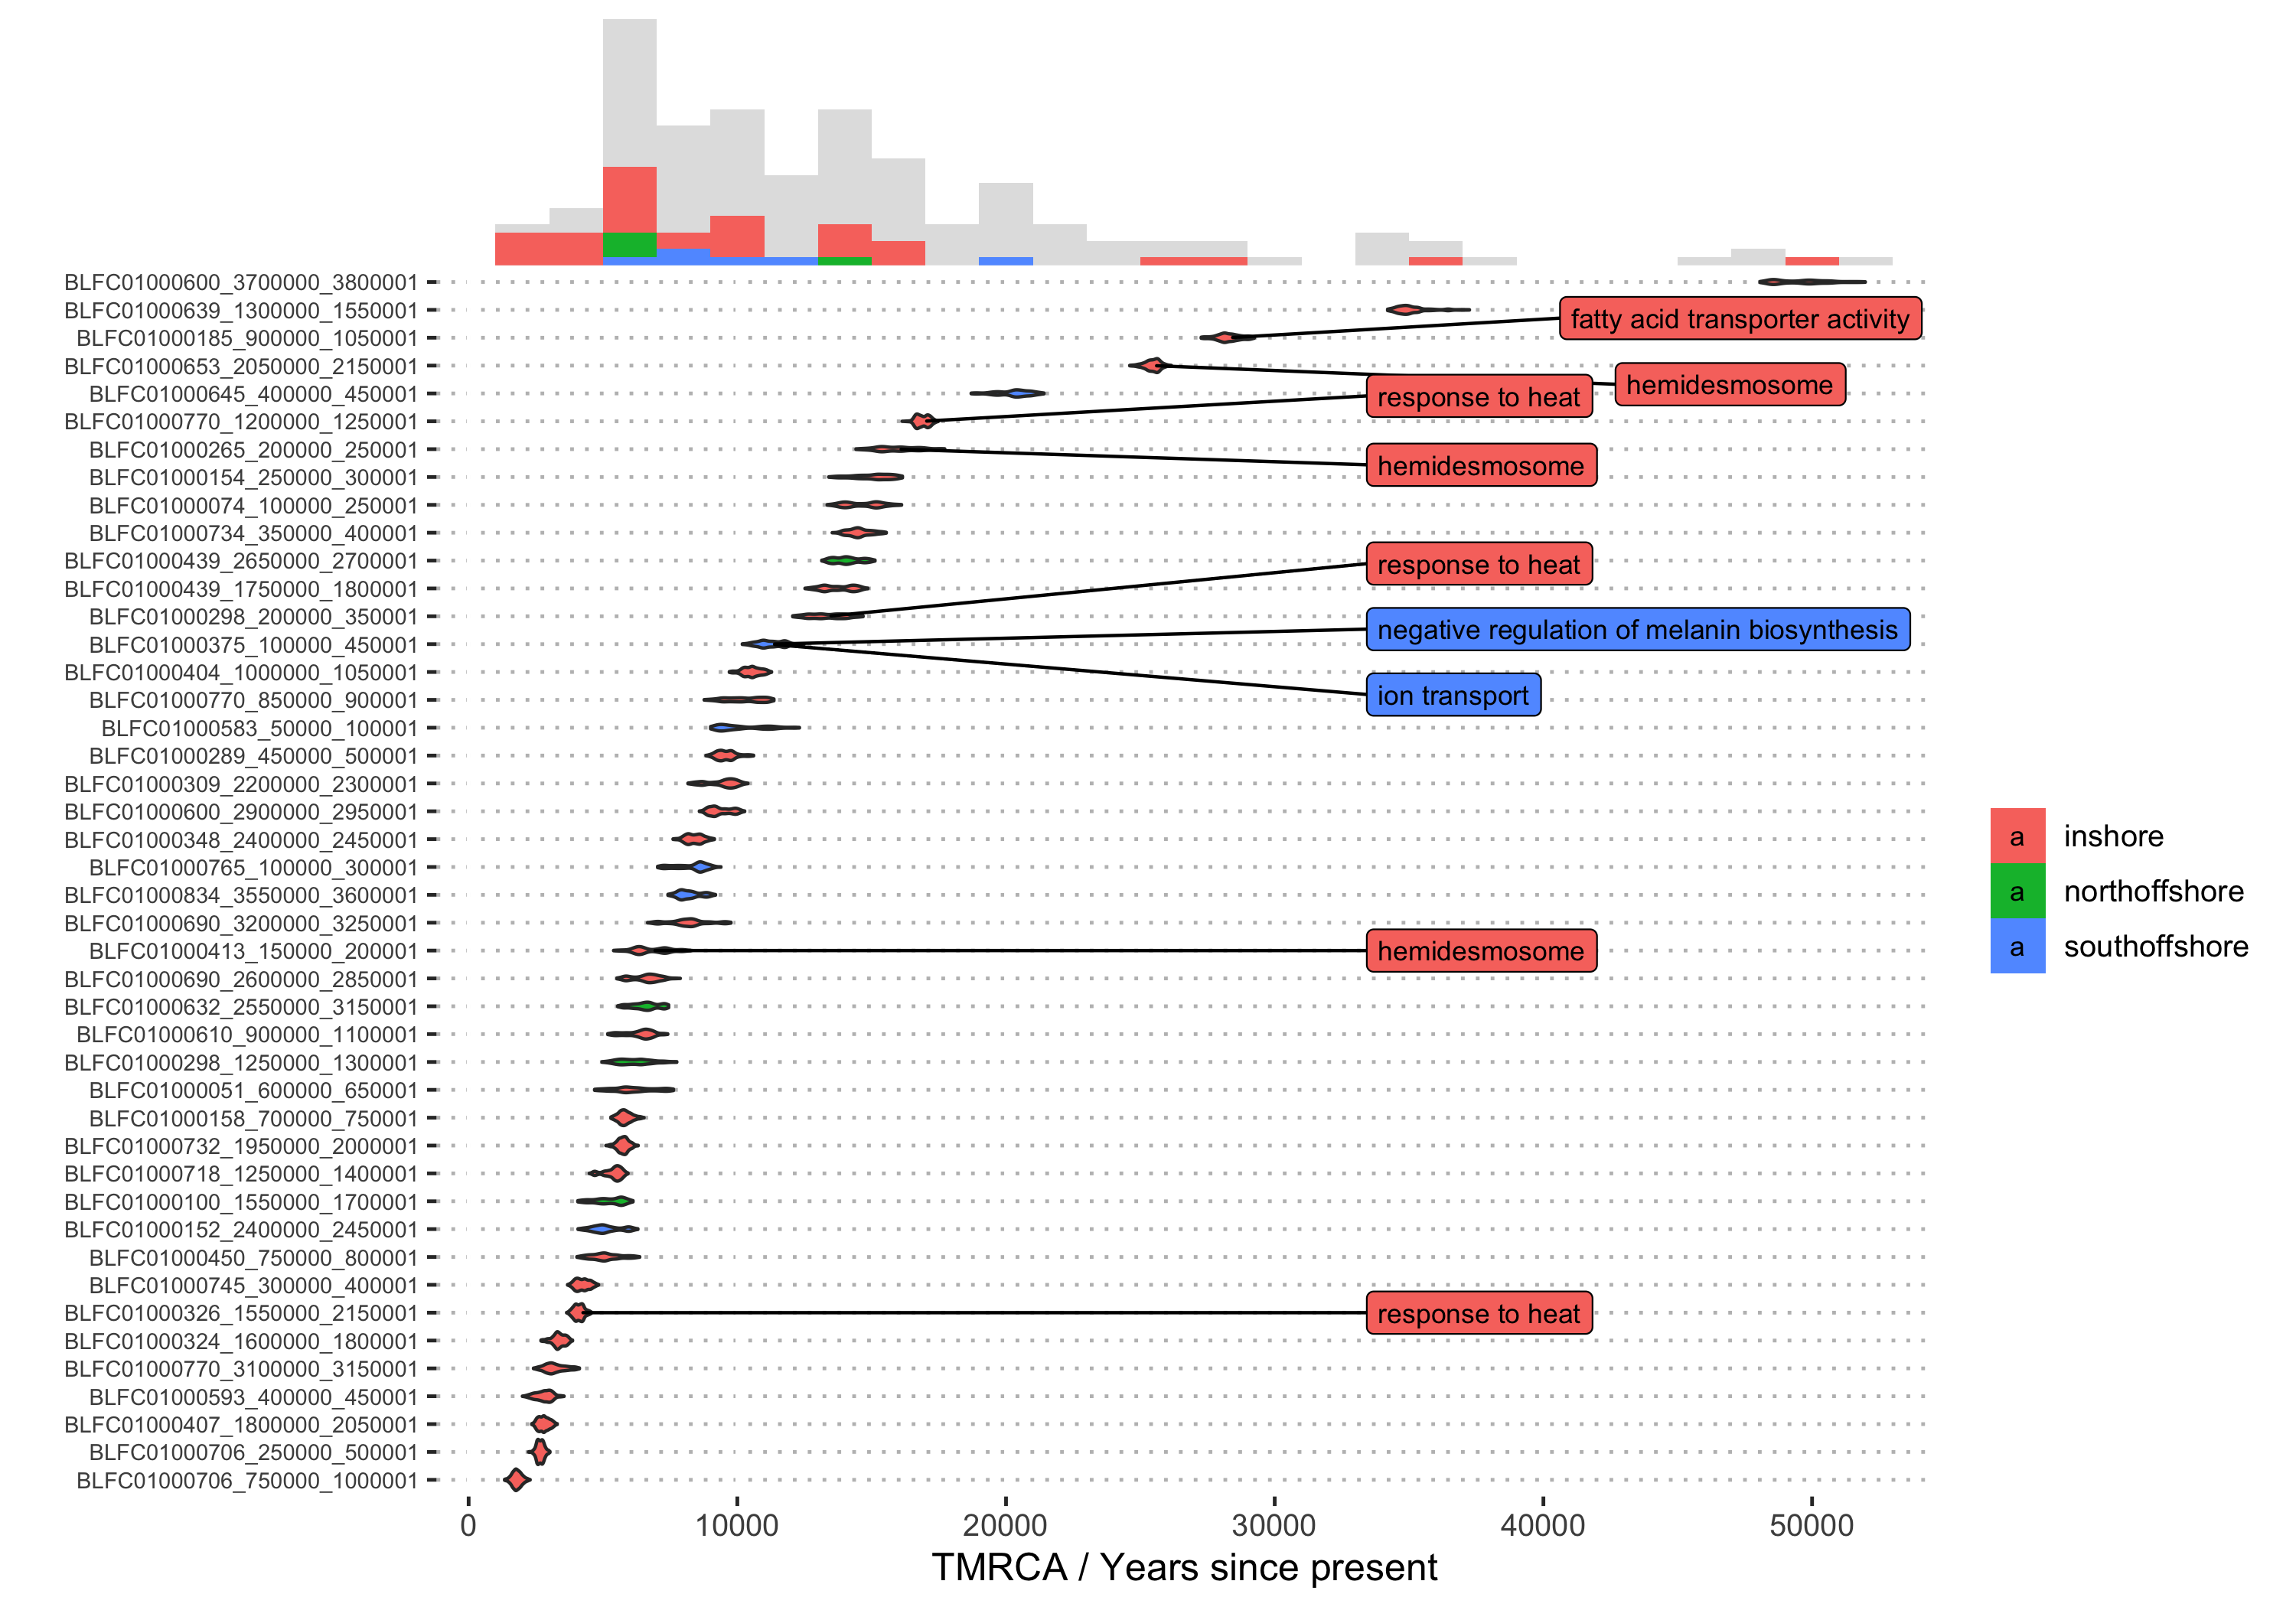 BLFC01000600_3700000_3800001
BLFC01000639_1300000_1550001
fatty acid transporter activity
BLFC01000185_900000_1050001
BLFC01000653_2050000_2150001
hemidesmosome
BLFC01000645_400000_450001
response to heat
BLFC01000770_1200000_1250001
BLFC01000265_200000_250001
hemidesmosome
BLFC01000154_250000_300001
BLFC01000074_100000_250001
BLFC01000734_350000_400001
BLFC01000439_2650000_2700001
response to heat
BLFC01000439_1750000_1800001
BLFC01000298_200000_350001
negative regulation of melanin biosynthesis
BLFC01000375_100000_450001
BLFC01000404_1000000_1050001
ion transport
BLFC01000770_850000_900001
BLFC01000583_50000_100001
BLFC01000289_450000_500001
BLFC01000309_2200000_2300001
BLFC01000600_2900000_2950001
BLFC01000348_2400000_2450001
BLFC01000765_100000_300001
BLFC01000834_3550000_3600001
BLFC01000690_3200000_3250001
BLFC01000413_150000_200001
hemidesmosome
BLFC01000690_2600000_2850001
BLFC01000632_2550000_3150001
BLFC01000610_900000_1100001
BLFC01000298_1250000_1300001
BLFC01000051_600000_650001
BLFC01000158_700000_750001
BLFC01000732_1950000_2000001
BLFC01000718_1250000_1400001
BLFC01000100_1550000_1700001
BLFC01000152_2400000_2450001
BLFC01000450_750000_800001
BLFC01000745_300000_400001
BLFC01000326_1550000_2150001
response to heat
BLFC01000324_1600000_1800001
BLFC01000770_3100000_3150001
BLFC01000593_400000_450001
BLFC01000407_1800000_2050001
BLFC01000706_250000_500001
BLFC01000706_750000_1000001
0 10000 20000 30000 40000 50000
TMRCA / Years since present
a inshore
a northoffshore
a southoffshore